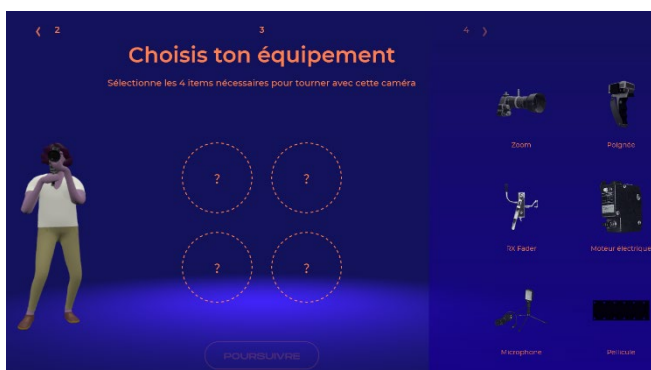 2
3
4
Choisis ton équipement
Sélectionne les 4 items nécessaires pour tourner avec cette caméra
Zoom
Poignée
? ?
RX Fader
Moteur électrique
? ?
Microphone
Pellicule
POURSUIVRE